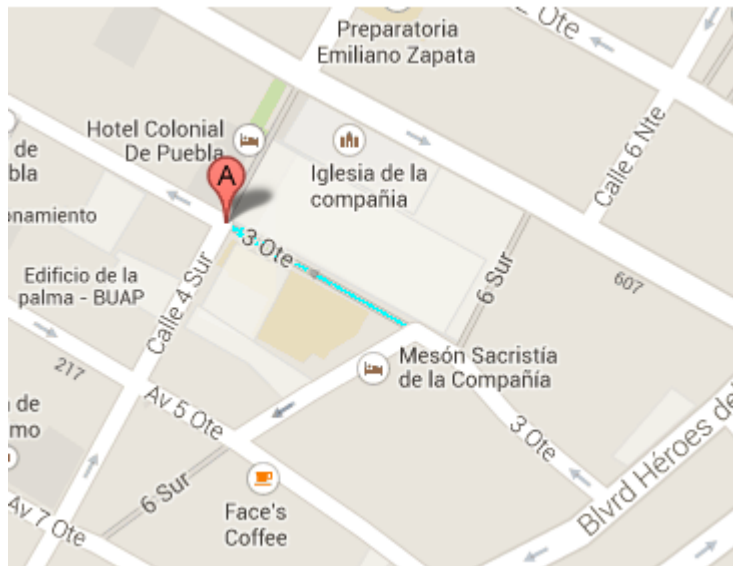 Ote
Preparatoria
Emiliano Zapata
Hotel Colonial
De Puebla
Calle 6 Nte
de
bla
Iglesia de la
compañia
A
onamiento
3 Ote
6 Sur
607
Edificio de la
palma - BUAP
Calle 4 Sur
217
Mesón Sacristía
de la Compañía
Av 5 Ote
a de
mo
3 Ote
Blvrd Héroes de
6 Sur
Av 7 Ote
Face's
Coffee